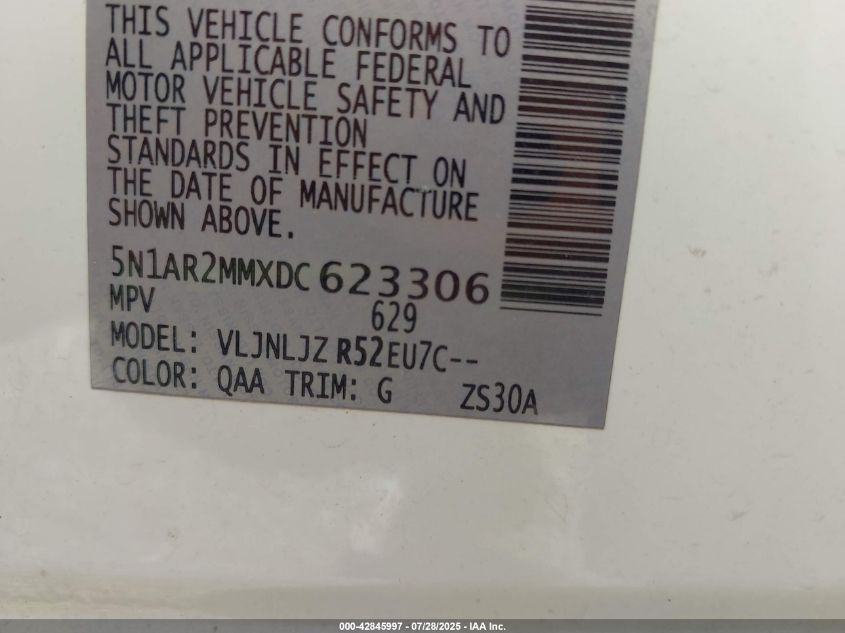 THIS VEHICLE CONFORMS TO
ALL APPLICABLE FEDERAL
MOTOR VEHICLE SAFETY AND
THEFT PREVENTION
STANDARDS IN EFFECT ON
THE DATE OF MANUFACTURE
SHOWN ABOVE.
5N1AR2MMXDC623306
MPV 629
MODEL: VLJNLJZ R52EU7C--
COLOR: QAA TRIM: G ZS30A
000-42845997 - 07/28/2025 - IAA Inc.